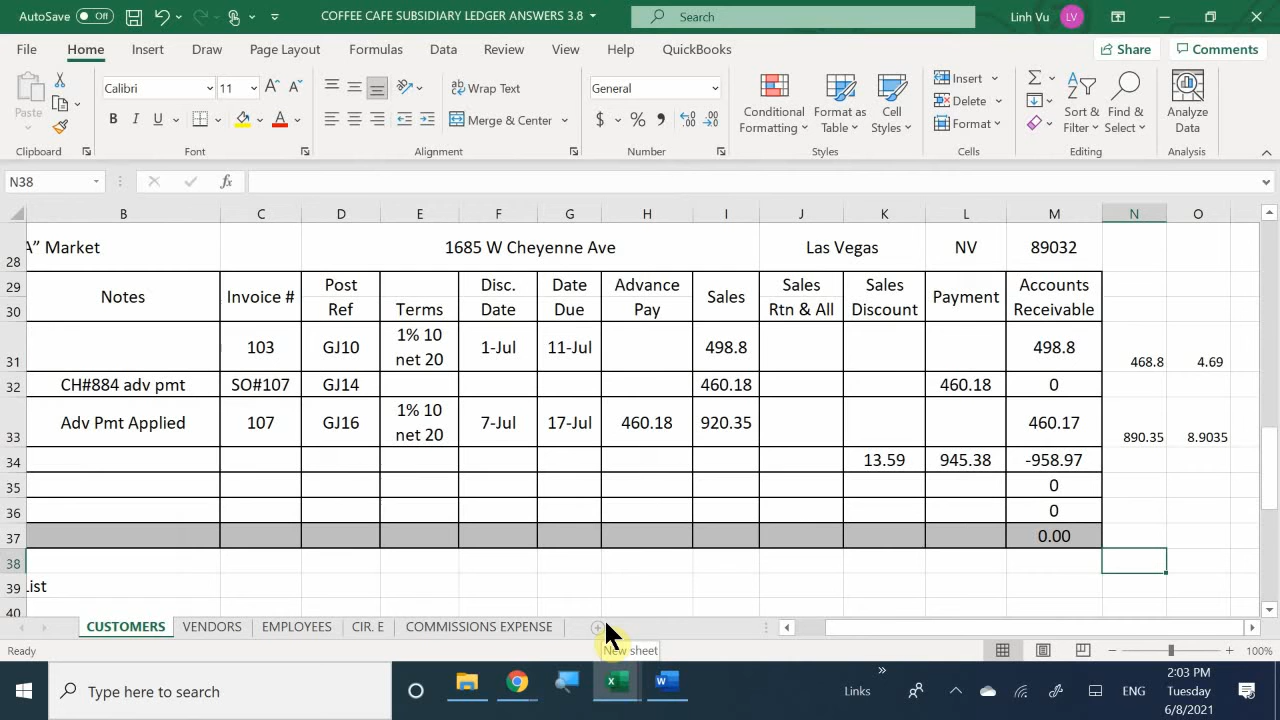 AutoSave Off COFFEE CAFE SUBSIDIARY LEDGER ANSWERS 3.8 Search Linh Vu LV
File Home Insert Draw Page Layout Formulas Data Review View Help QuickBooks Share Comments
Paste Calibri 11 Wrap Text General Conditional Formatting Format as Table Cell Styles Insert Sort & Filter Find & Select Analyze Data
B I U A Merge & Center $ % Delete
Format
Clipboard Font Alignment Number Styles Cells Editing Analysis
N38 fx
B C D E F G H I J K L M N O
28 A” Market 1685 W Cheyenne Ave Las Vegas NV 89032
29 Notes Invoice # Post Disc. Date Advance Sales Sales Sales Payment Accounts
30 Ref Terms Date Due Pay Rtn & All Discount Receivable
31 103 GJ10 1% 10 net 20 1-Jul 11-Jul 498.8 498.8 468.8 4.69
32 CH#884 adv pmt SO#107 GJ14 460.18 460.18 0
33 Adv Pmt Applied 107 GJ16 1% 10 net 20 7-Jul 17-Jul 460.18 920.35 460.17 890.35 8.9035
34 13.59 945.38 -958.97
35 0
36 0
37 0.00
38
39 List
40
CUSTOMERS VENDORS EMPLOYEES CIR. E COMMISSIONS EXPENSE
Ready New sheet 100%
Type here to search Links ENG 2:03 PM
Tuesday
6/8/2021